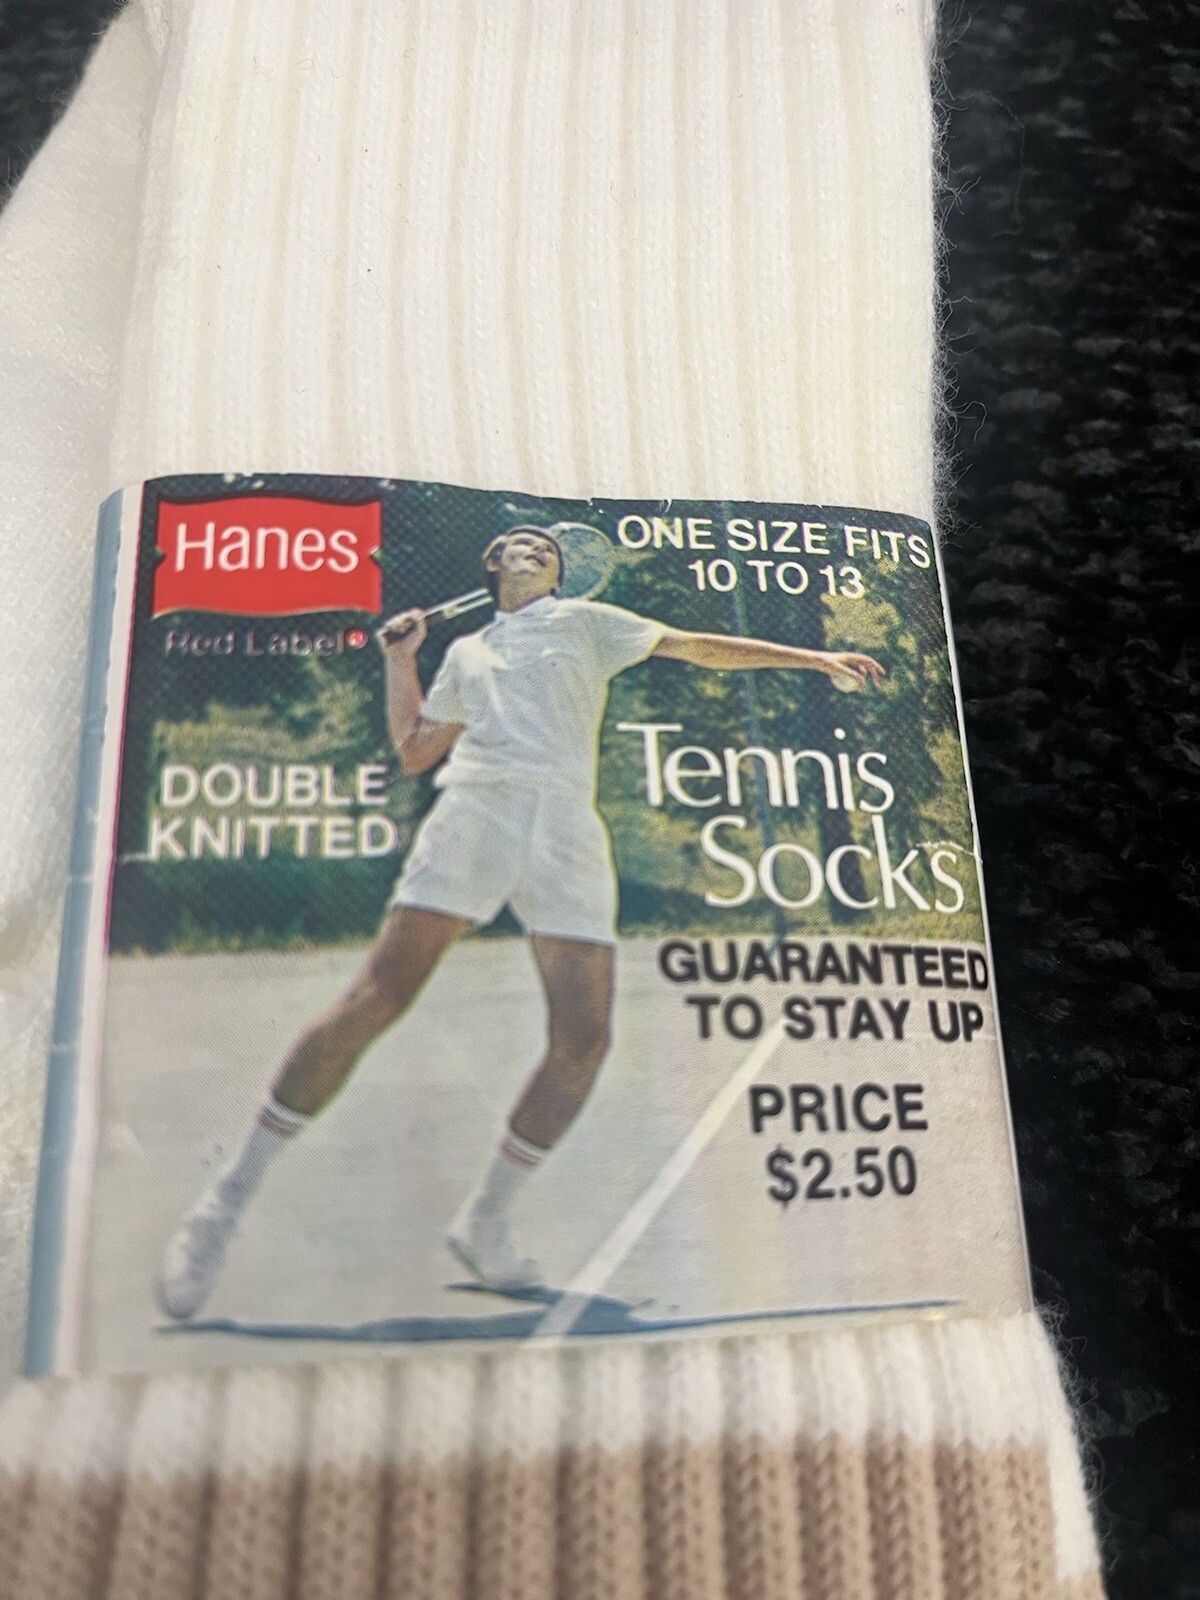 Hanes
Red Label®
ONE SIZE FITS
10 TO 13
DOUBLE
KNITTED
Tennis
Socks
GUARANTEED
TO STAY UP
PRICE
$2.50